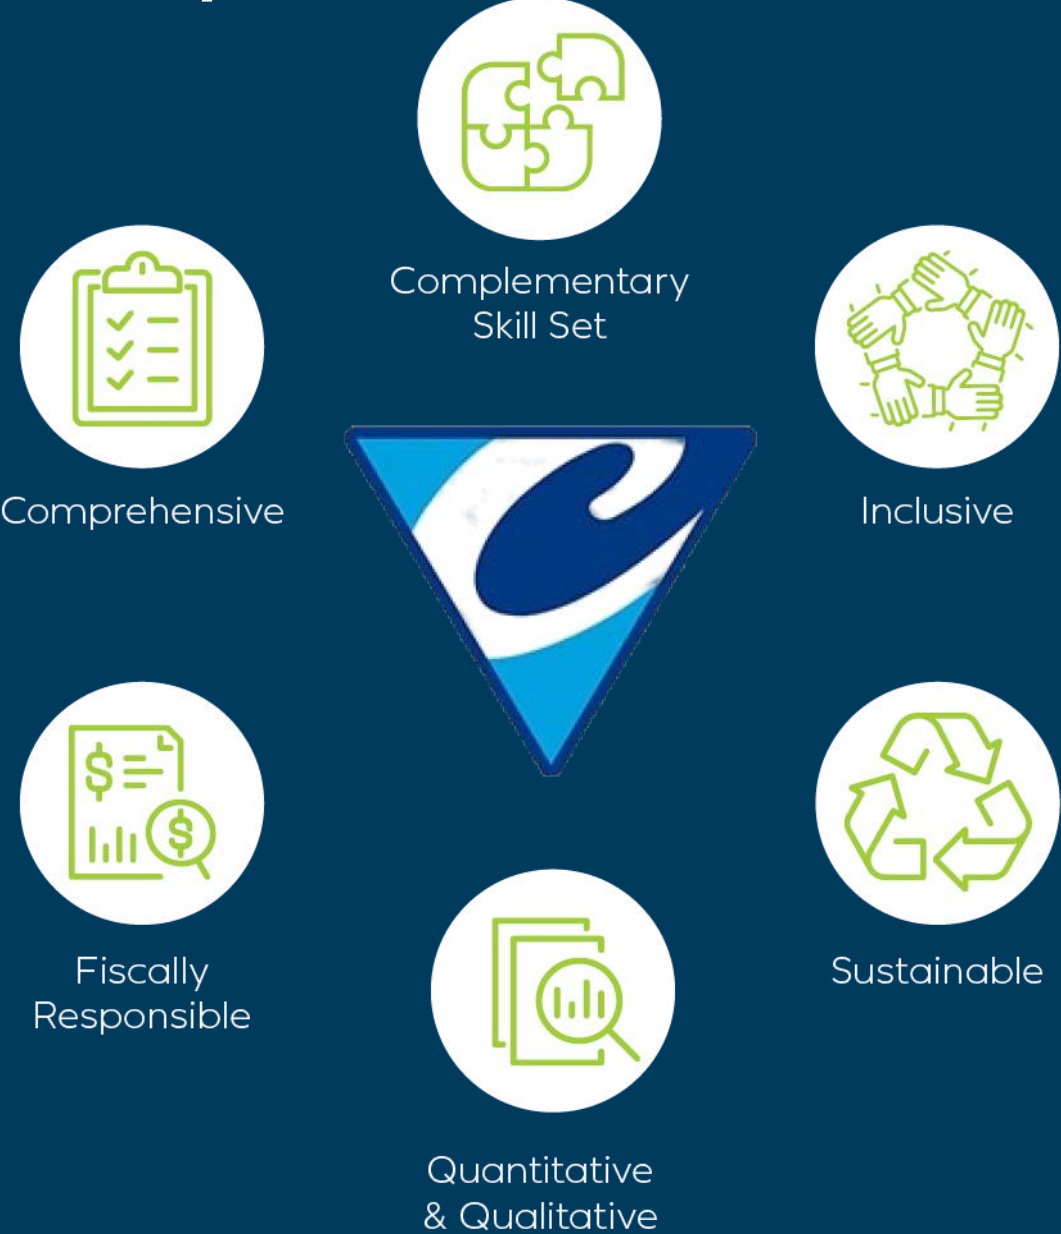 Complementary
Skill Set
Comprehensive
Inclusive
Fiscally
Responsible
Sustainable
Quantitative
& Qualitative